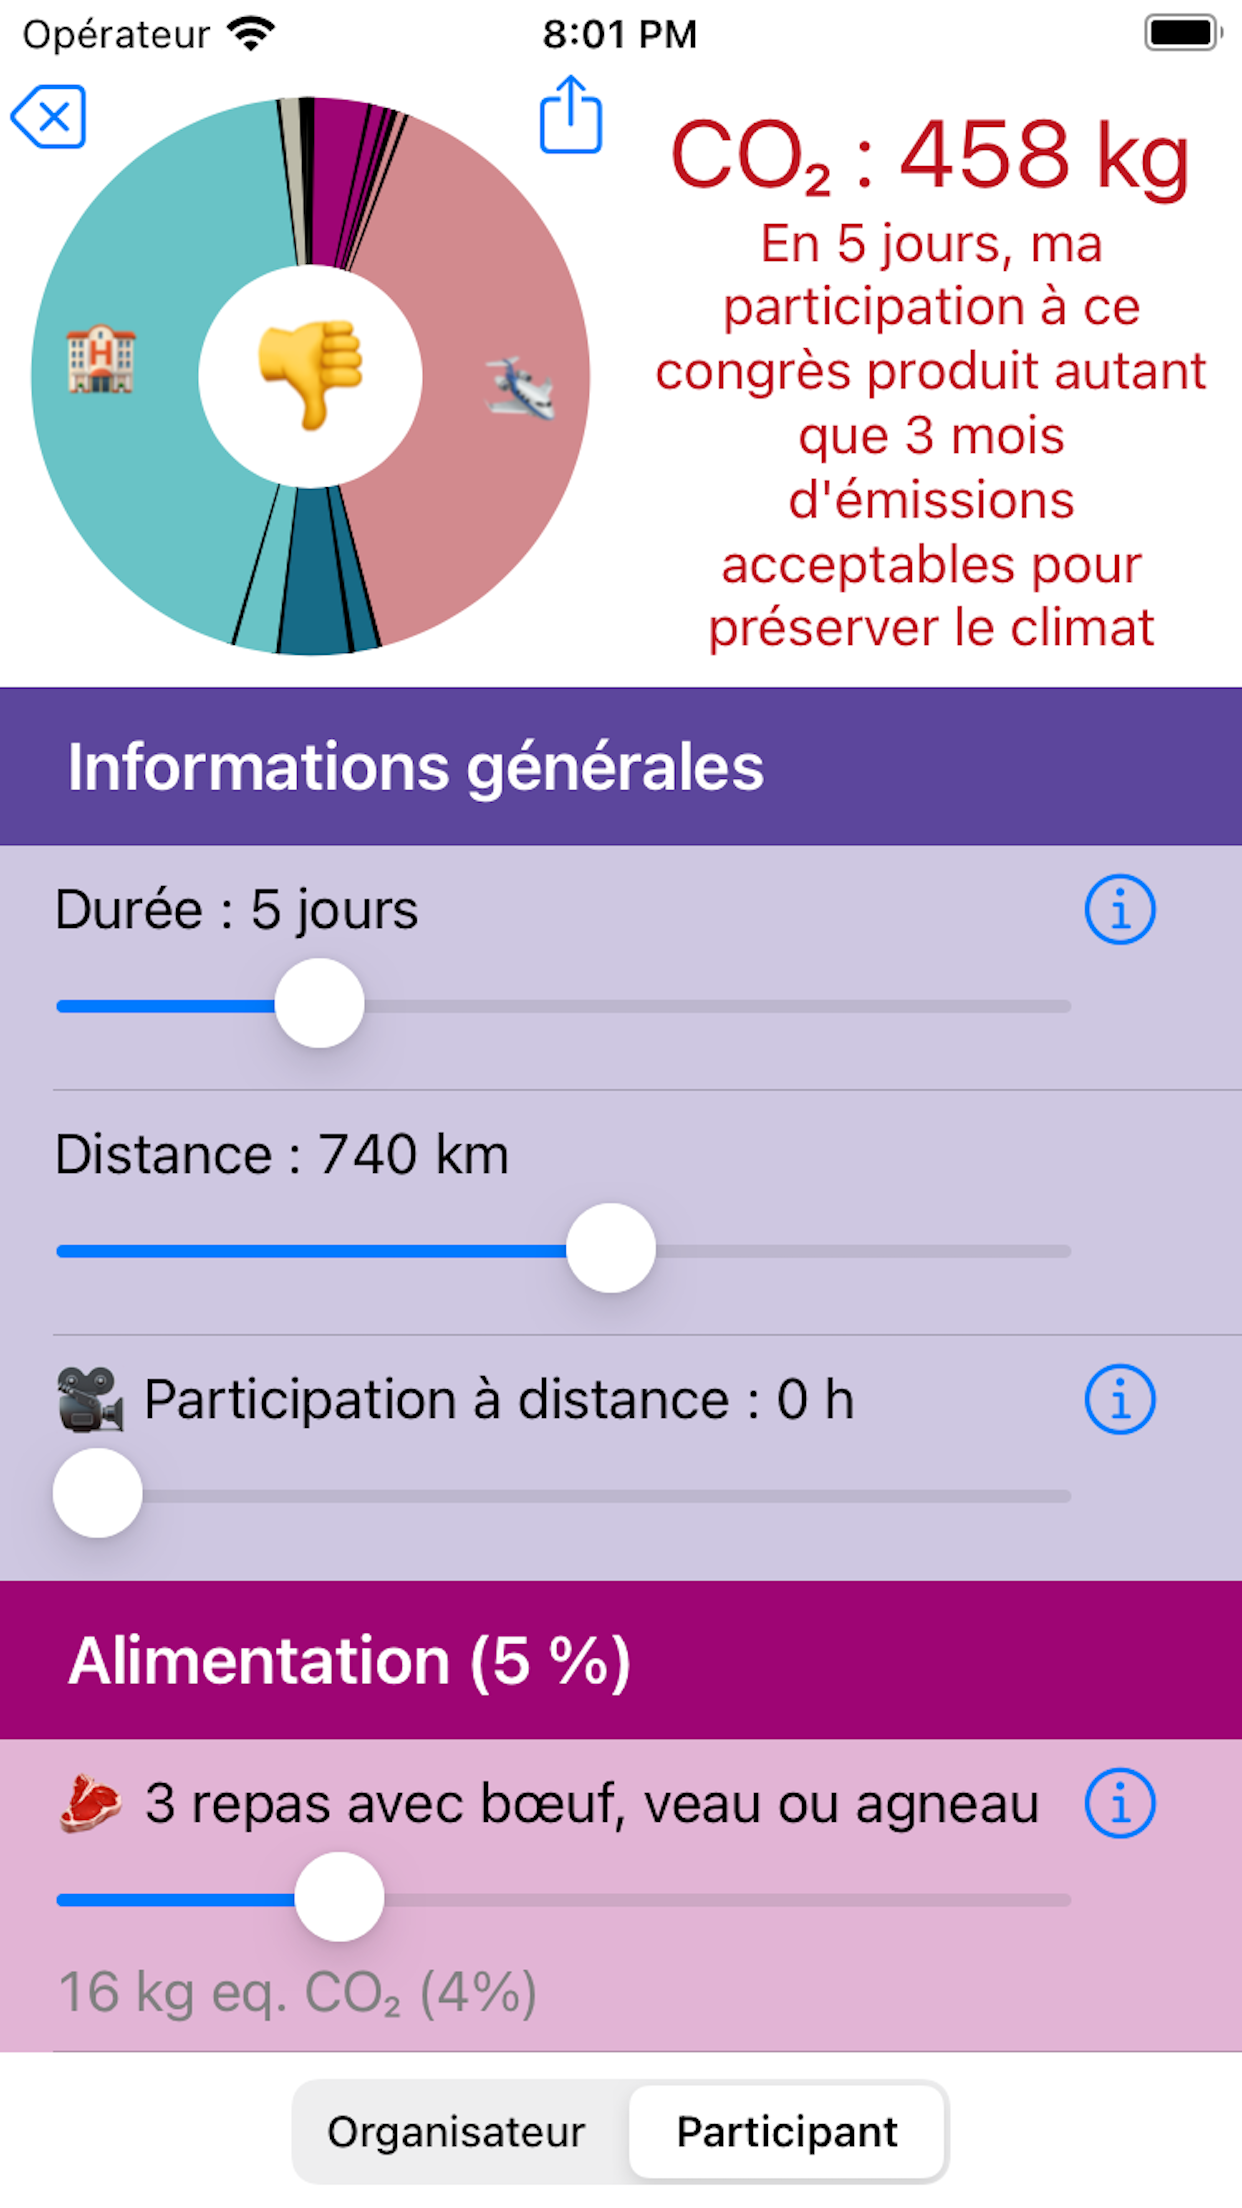 Opérateur 8:01 PM
CO₂ : 458 kg
En 5 jours, ma
participation à ce
congrès produit autant
que 3 mois
d'émissions
acceptables pour
préserver le climat
H
Informations générales
Durée : 5 jours
Distance : 740 km
Participation à distance : 0 h
Alimentation (5 %)
3 repas avec bœuf, veau ou agneau
16 kg eq. CO₂ (4%)
Organisateur Participant